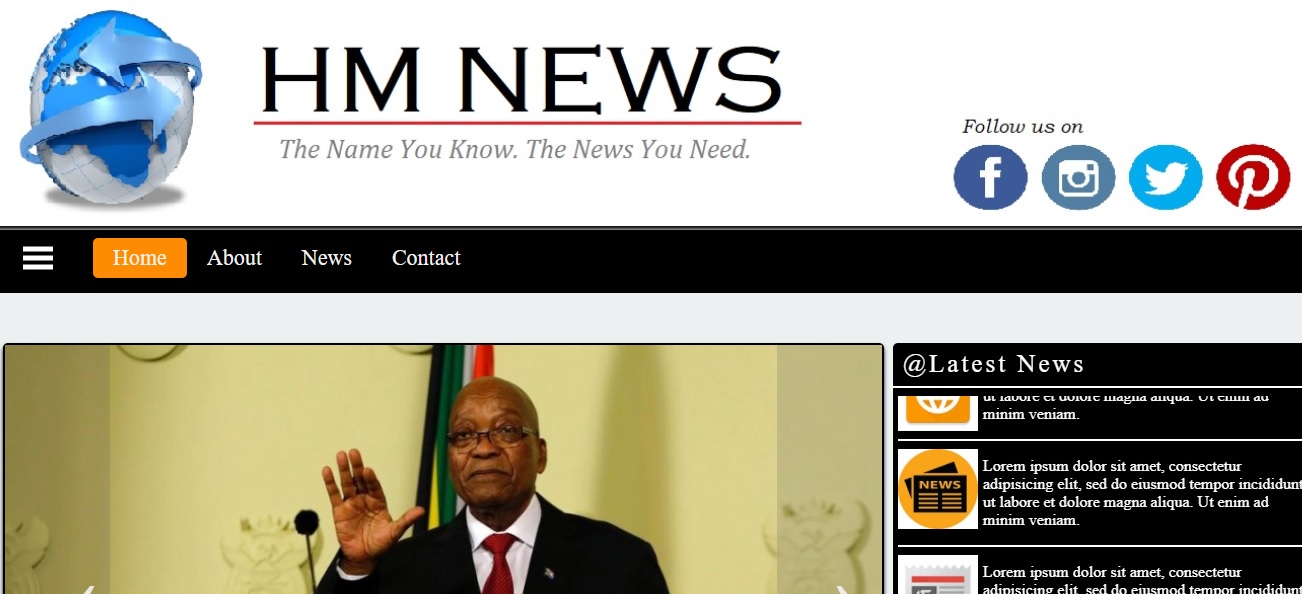 HM NEWS
The Name You Know. The News You Need.
Follow us on
Home About News Contact
@Latest News
ut labore et dolore magna aliqua. Ut enim ad
minim veniam.
NEWS
Lorem ipsum dolor sit amet, consectetur
adipisicing elit, sed do eiusmod tempor incididunt
ut labore et dolore magna aliqua. Ut enim ad
minim veniam.
Lorem ipsum dolor sit amet, consectetur
adipisicing elit, sed do eiusmod tempor incididunt